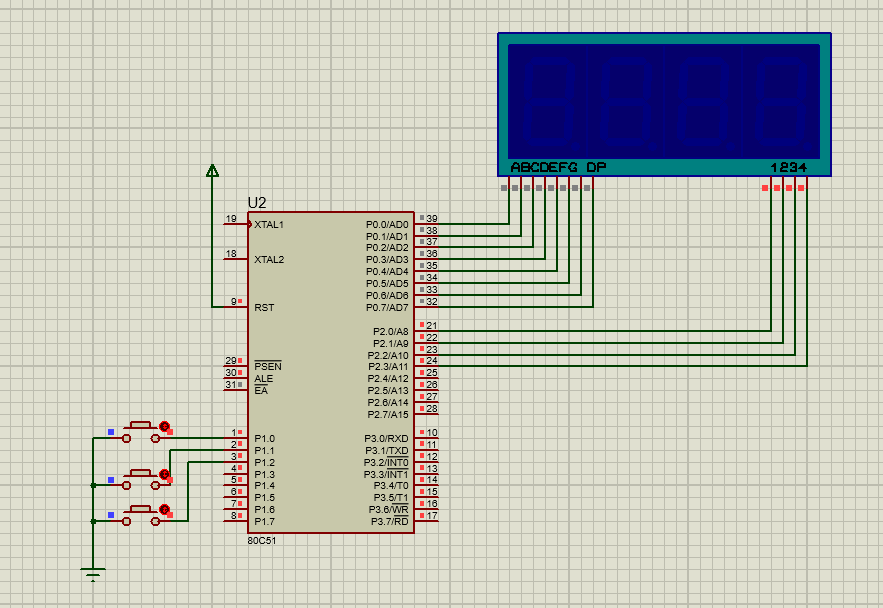 ABCDEFG DP 1234
U2
19 XTAL1 P0.0/AD0 39
P0.1/AD1 38
P0.2/AD2 37
18 XTAL2 P0.3/AD3 36
P0.4/AD4 35
P0.5/AD5 34
P0.6/AD6 33
9 RST P0.7/AD7 32
P2.0/A8 21
P2.1/A9 22
P2.2/A10 23
29 PSEN P2.3/A11 24
30 ALE P2.4/A12 25
31 EA P2.5/A13 26
P2.6/A14 27
P2.7/A15 28
1 P1.0 P3.0/RXD 10
2 P1.1 P3.1/TXD 11
3 P1.2 P3.2/INT0 12
4 P1.3 P3.3/INT1 13
5 P1.4 P3.4/T0 14
6 P1.5 P3.5/T1 15
7 P1.6 P3.6/WR 16
8 P1.7 P3.7/RD 17
80C51